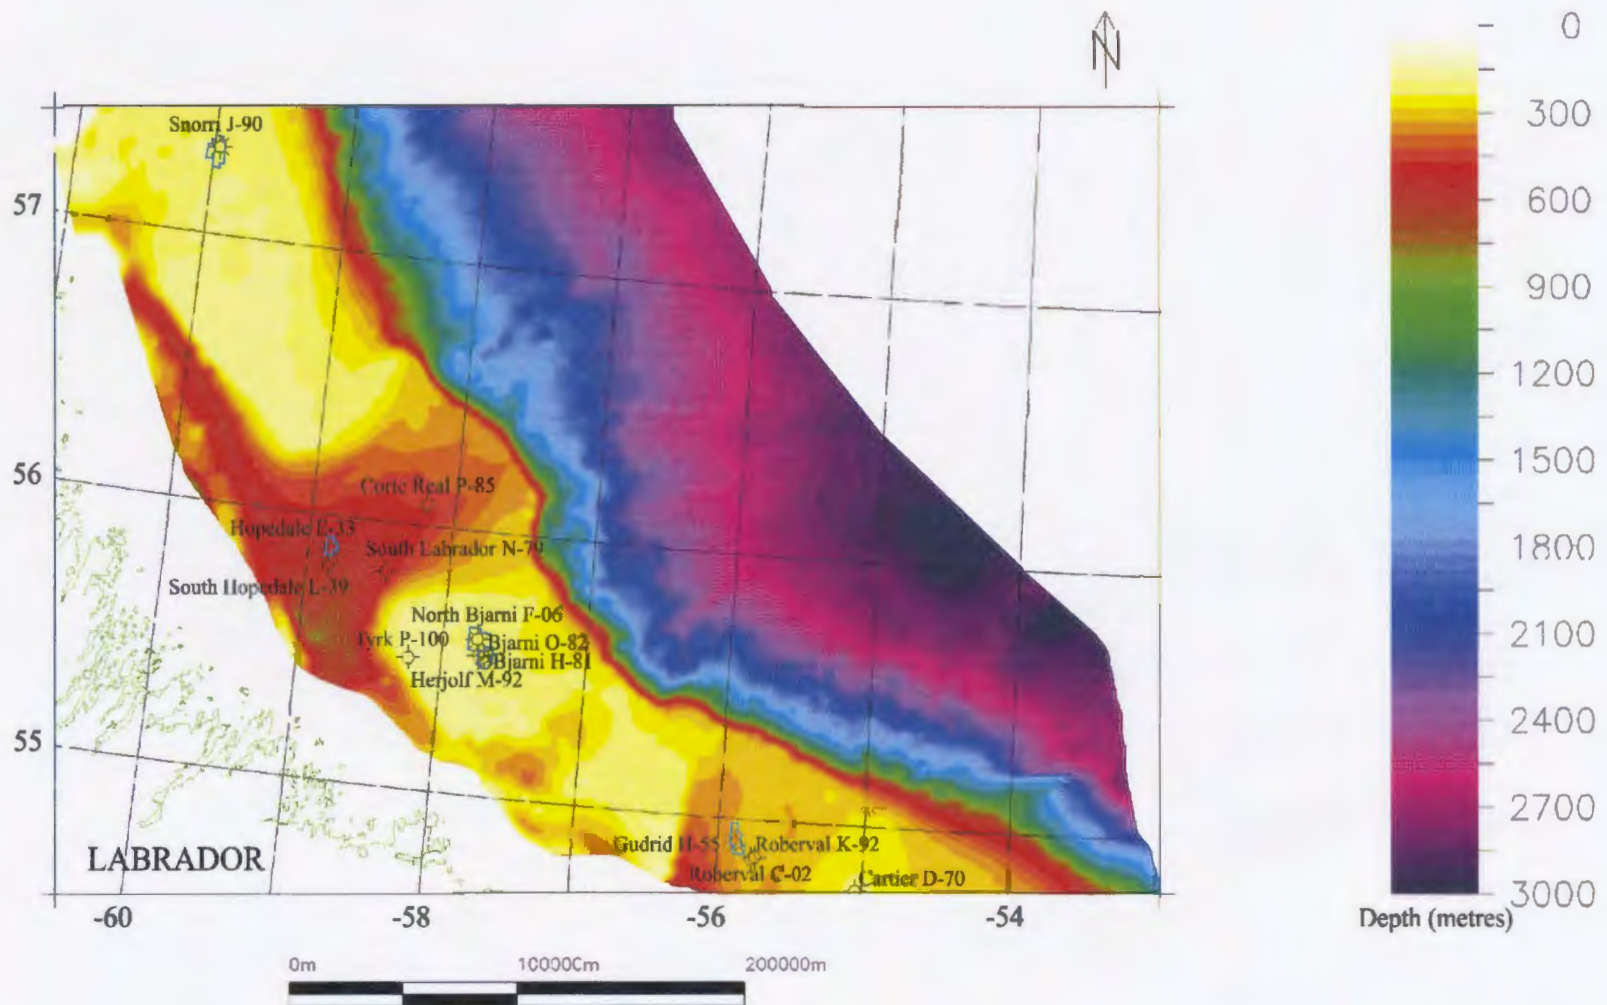 N
0
300
600
900
1200
1500
1800
2100
2400
2700
3000
Depth (metres)
Snorri J-90
57
56
55
Corte Real P-85
Hopedale E-33
South Labrador N-79
South Hopedale L-39
North Bjarni F-06
Tyrk P-100
Bjarni O-82
Bjarni H-81
Herjolf M-92
Gudrid H-55
Roberval K-92
Roberval C-02
Cartier D-70
LABRADOR
-60
-58
-56
-54
0m
100000m
200000m